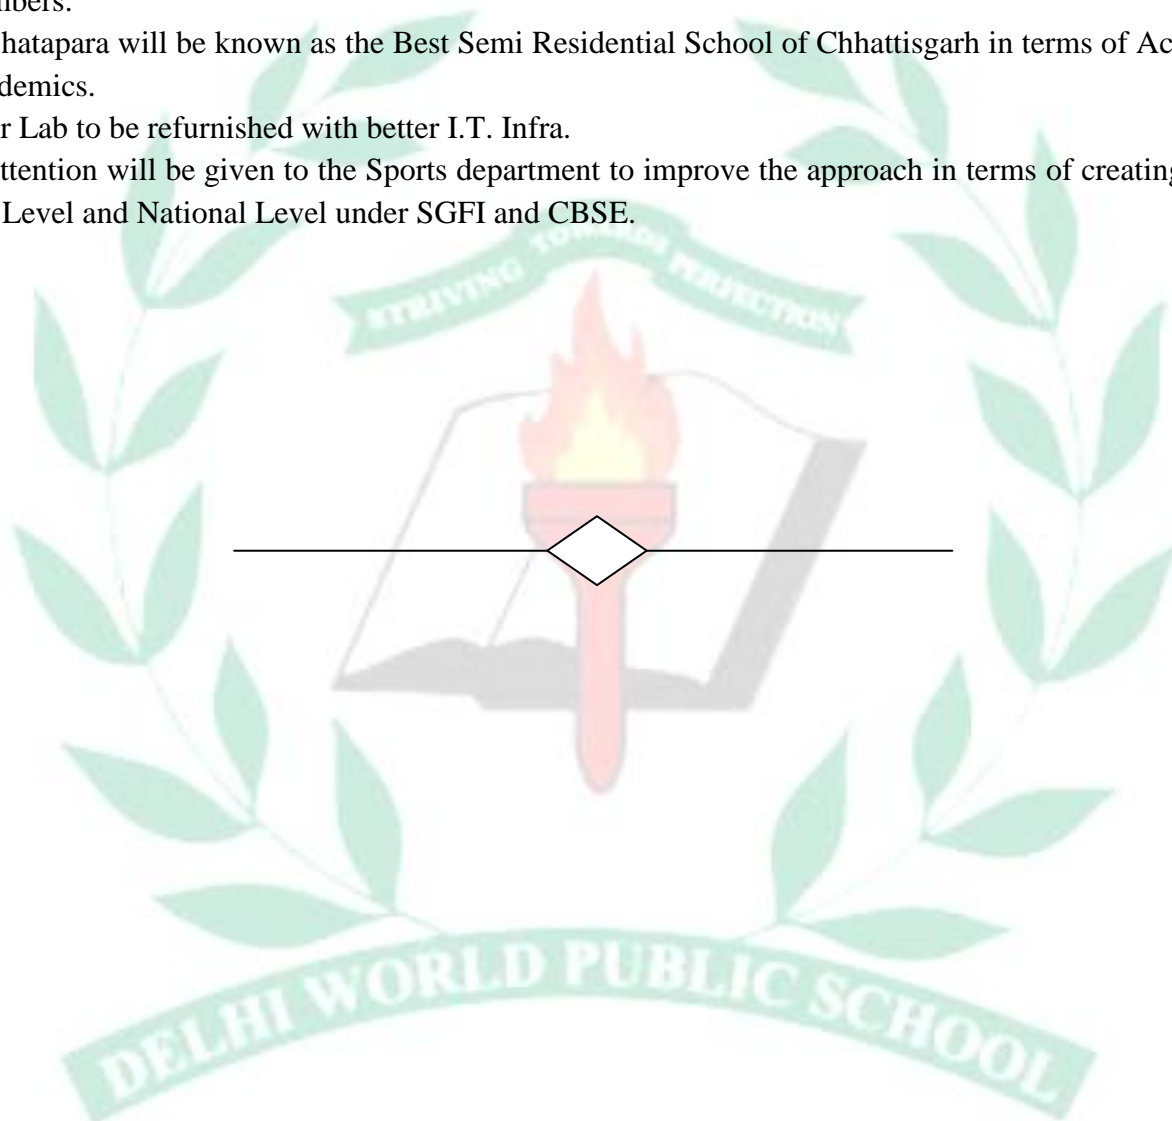 hatapara will be known as the Best Semi Residential School of Chhattisgarh in terms of Ac
demics.
r Lab to be refurnished with better I.T. Infra.
ttention will be given to the Sports department to improve the approach in terms of creating
Level and National Level under SGFI and CBSE.
STRIVING TOWARDS PERFECTION
DELHI WORLD PUBLIC SCHOOL